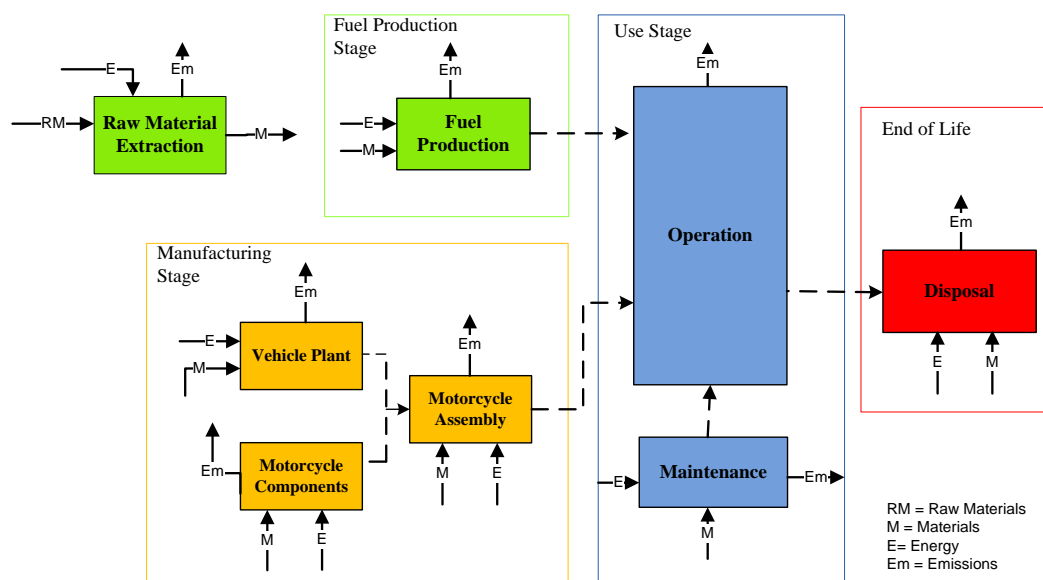 Fuel Production
Stage
Use Stage
E
Em
RM
Raw Material
Extraction
M
Em
E
M
Fuel
Production
Em
Operation
End of Life
Em
Disposal
E
M
Manufacturing
Stage
Em
E
M
Vehicle Plant
Em
Motorcycle
Assembly
M
E
Em
Motorcycle
Components
M
E
E
Maintenance
Em
M
RM = Raw Materials
M = Materials
E= Energy
Em = Emissions